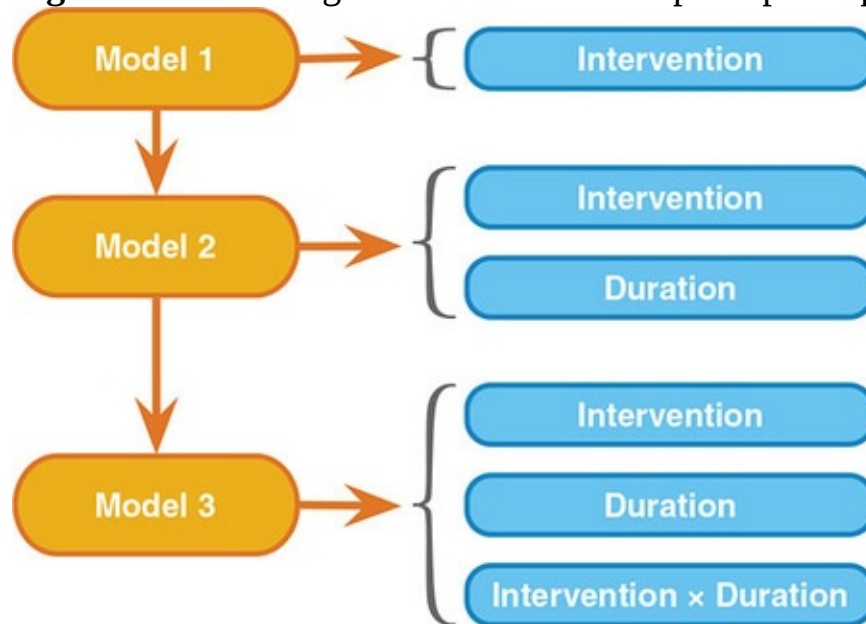 Model 1
Intervention
Model 2
Intervention
Duration
Model 3
Intervention
Duration
Intervention × Duration